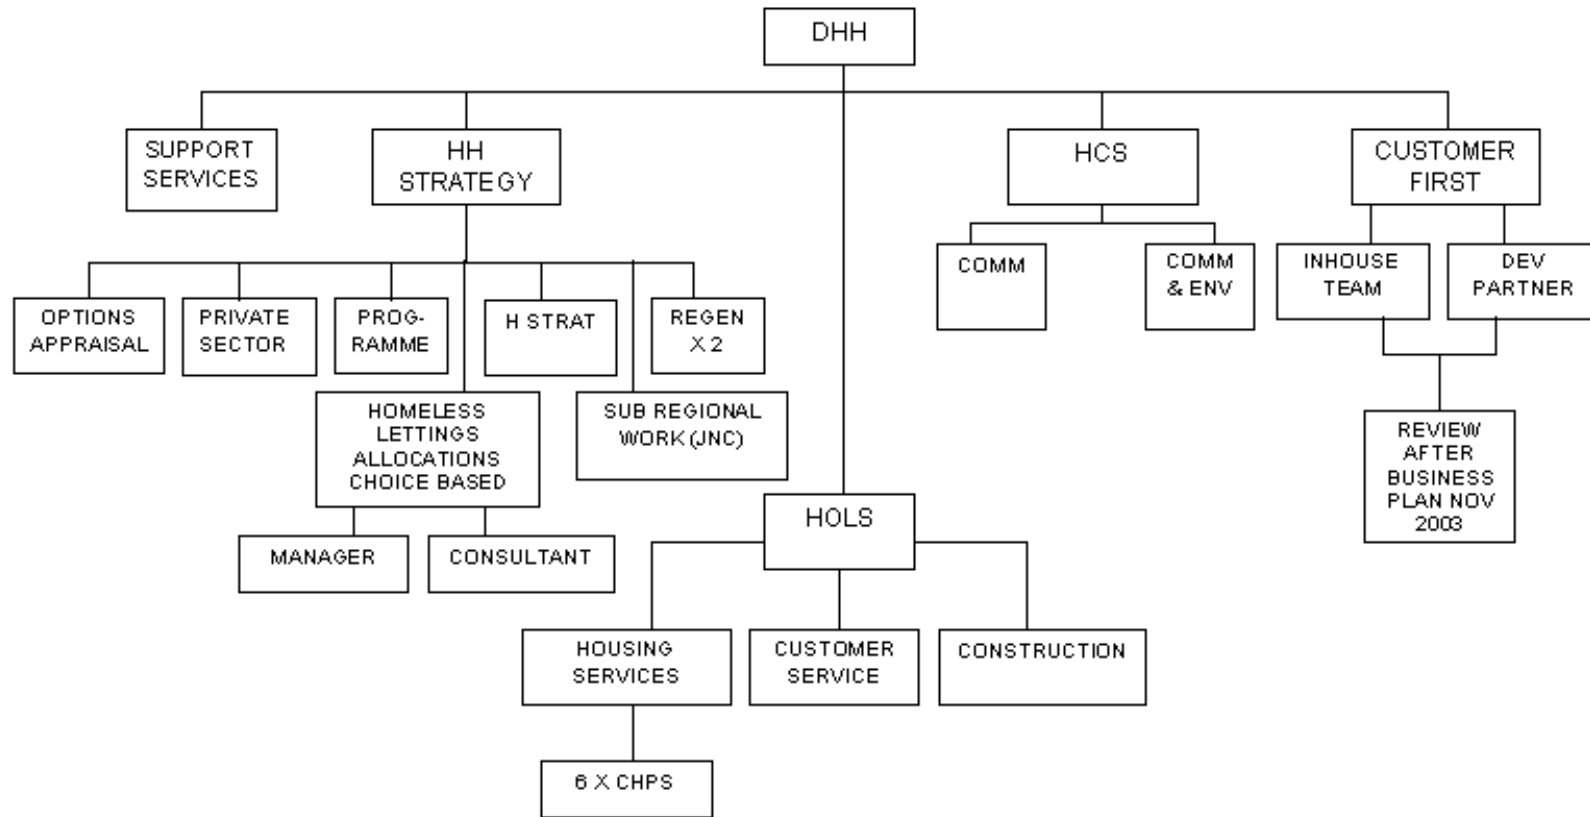 DHH
SUPPORT
SERVICES
HH
STRATEGY
HCS
CUSTOMER
FIRST
COMM
COMM
& ENV
INHOUSE
TEAM
DEV
PARTNER
OPTIONS
APPRAISAL
PRIVATE
SECTOR
PROG-
RAMME
H STRAT
REGEN
X 2
HOMELESS
LETTINGS
ALLOCATIONS
CHOICE BASED
SUB REGIONAL
WORK (JNC)
REVIEW
AFTER
BUSINESS
PLAN NOV
2003
MANAGER
CONSULTANT
HOLS
HOUSING
SERVICES
CUSTOMER
SERVICE
CONSTRUCTION
6 X CHPS